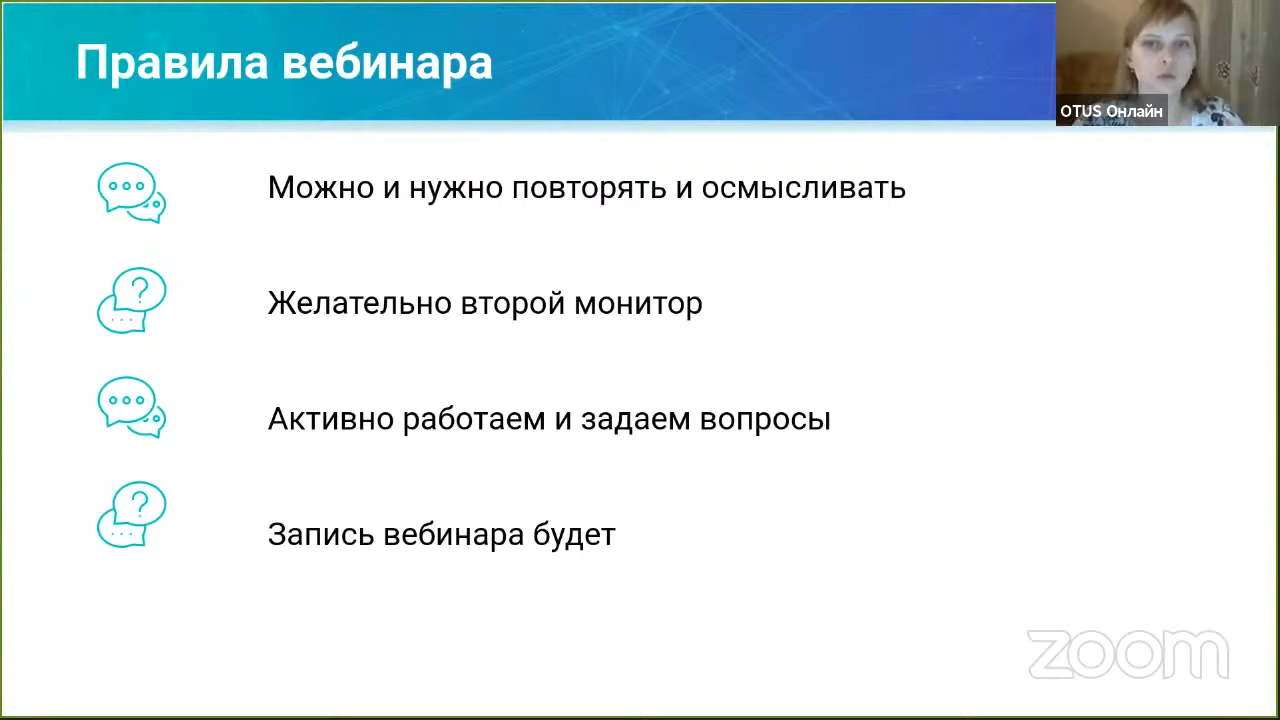 Правила вебинара
OTUS Онлайн
Можно и нужно повторять и осмысливать
Желательно второй монитор
Активно работаем и задаем вопросы
Запись вебинара будет
zoom